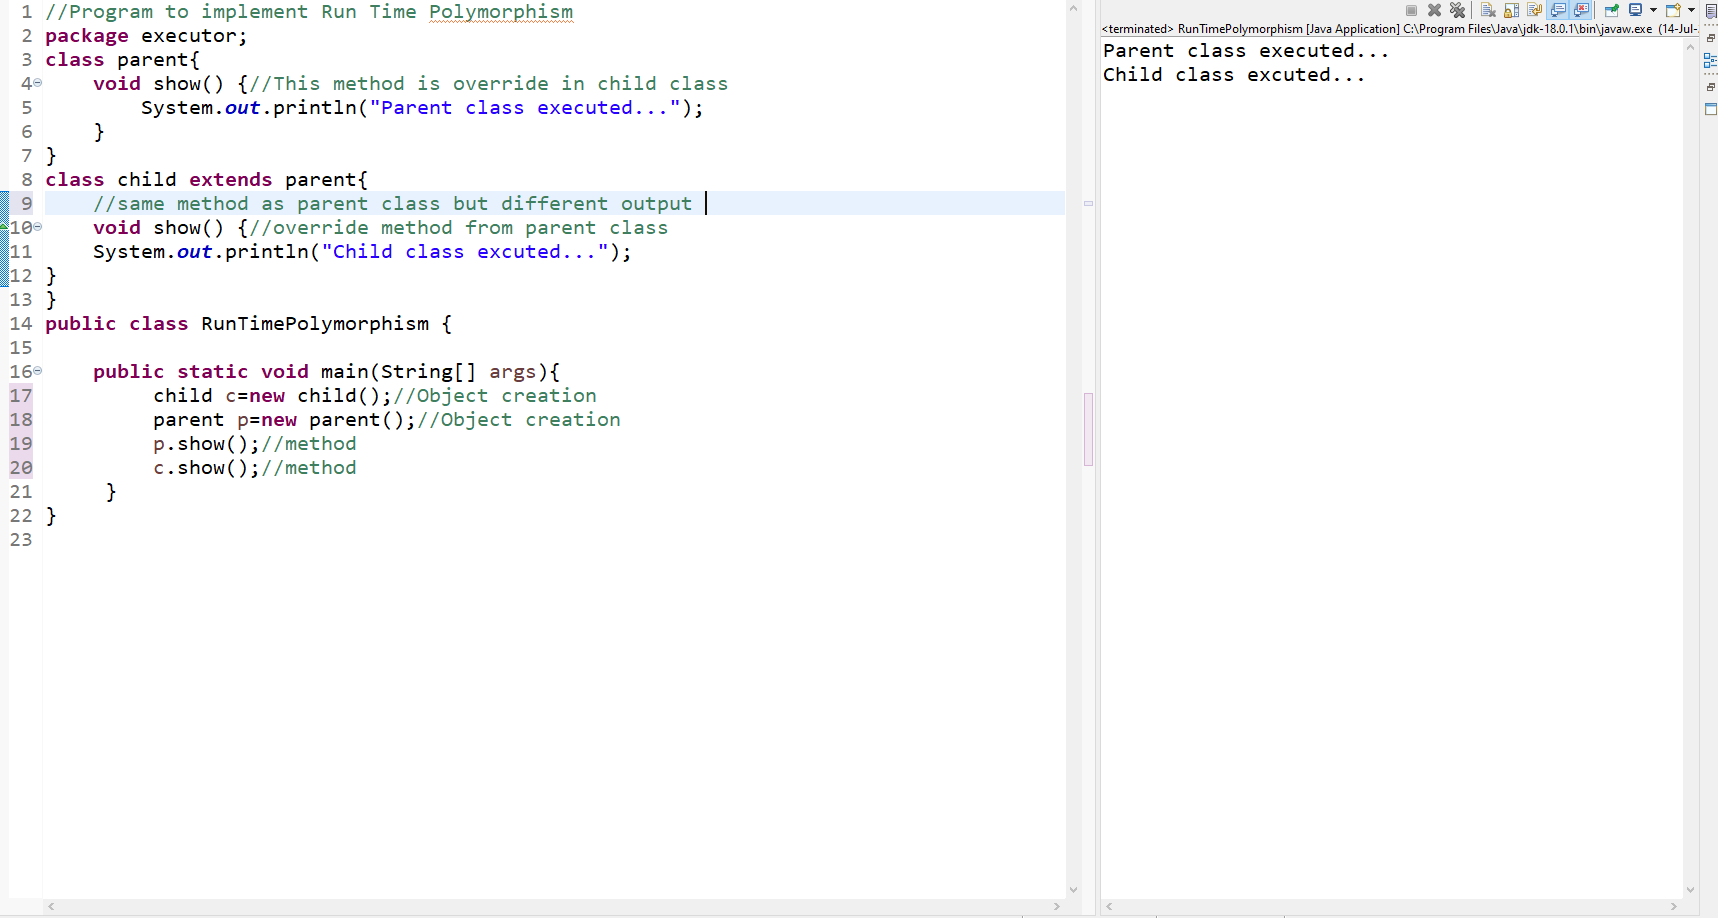 1 //Program to implement Run Time Polymorphism
2 package executor;
3 class parent{
4 void show() {//This method is override in child class
5 System.out.println("Parent class executed...");
6 }
7 }
8 class child extends parent{
9 //same method as parent class but different output
10 void show() {//override method from parent class
11 System.out.println("Child class excuted...");
12 }
13 }
14 public class RunTimePolymorphism {
15
16 public static void main(String[] args){
17 child c=new child();//Object creation
18 parent p=new parent();//Object creation
19 p.show();//method
20 c.show();//method
21 }
22 }
23
<terminated> RunTimePolymorphism [Java Application] C:\Program Files\Java\jdk-18.0.1\bin\javaw.exe (14-Jul-
Parent class executed...
Child class excuted...